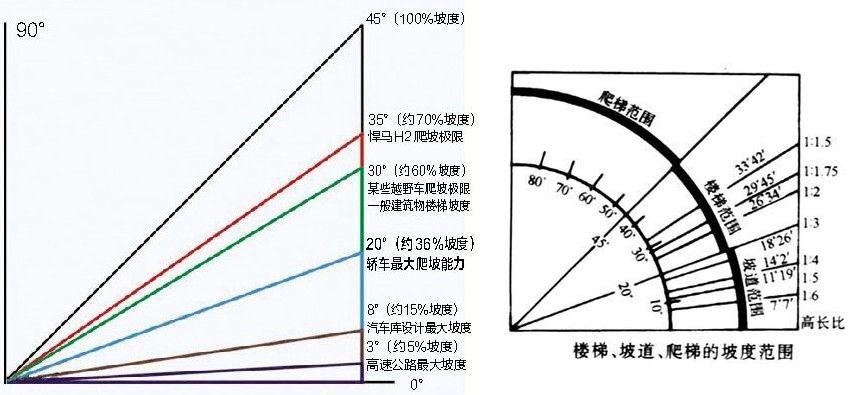 90°
45°（100%坡度）
35°（约70%坡度）
悍马H2爬坡极限
30°（约60%坡度）
某些越野车爬坡极限
一般建筑物楼梯坡度
20°（约36%坡度）
轿车最大爬坡能力
8°（约15%坡度）
汽车库设计最大坡度
3°（约5%坡度）
高速公路最大坡度
0°
爬梯范围
楼梯范围
坡道范围
80°
70°
60°
50°
45°
40°
30°
20°
10°
33°42′
29°45′
26°34′
18°26′
14°2′
11°19′
7°7′
1:1.5
1:1.75
1:2
1:3
1:4
1:5
1:6
高长比
楼梯、坡道、爬梯的坡度范围